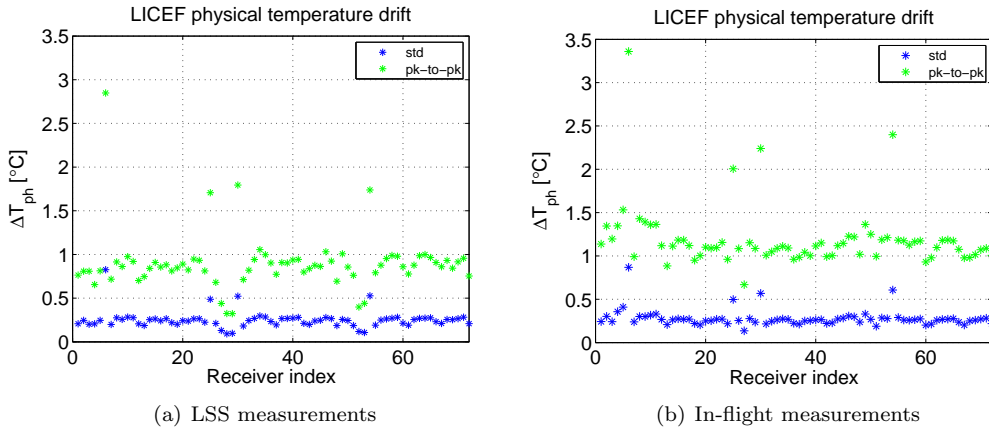 LICEF physical temperature drift
std
pk-to-pk
3.5
3
2.5
2
1.5
1
0.5
0
ΔT_ph [°C]
0 20 40 60
Receiver index
(a) LSS measurements
LICEF physical temperature drift
std
pk-to-pk
3.5
3
2.5
2
1.5
1
0.5
0
ΔT_ph [°C]
0 20 40 60
Receiver index
(b) In-flight measurements